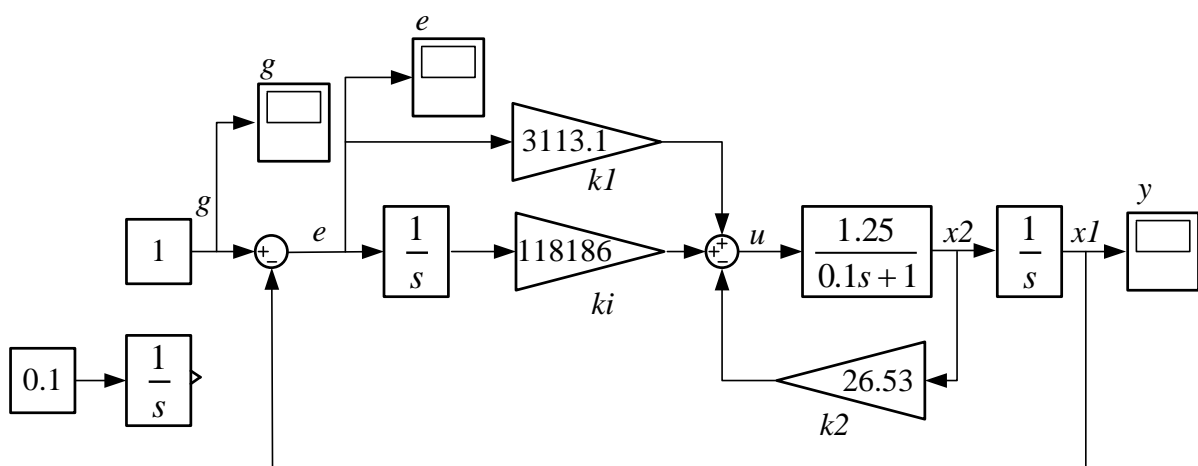 e
g
3113.1
k1
g
y
1
+
−
e
1
s
118186
ki
+
+
−
u
1.25
0.1s+1
x2
1
s
x1
0.1
1
s
26.53
k2